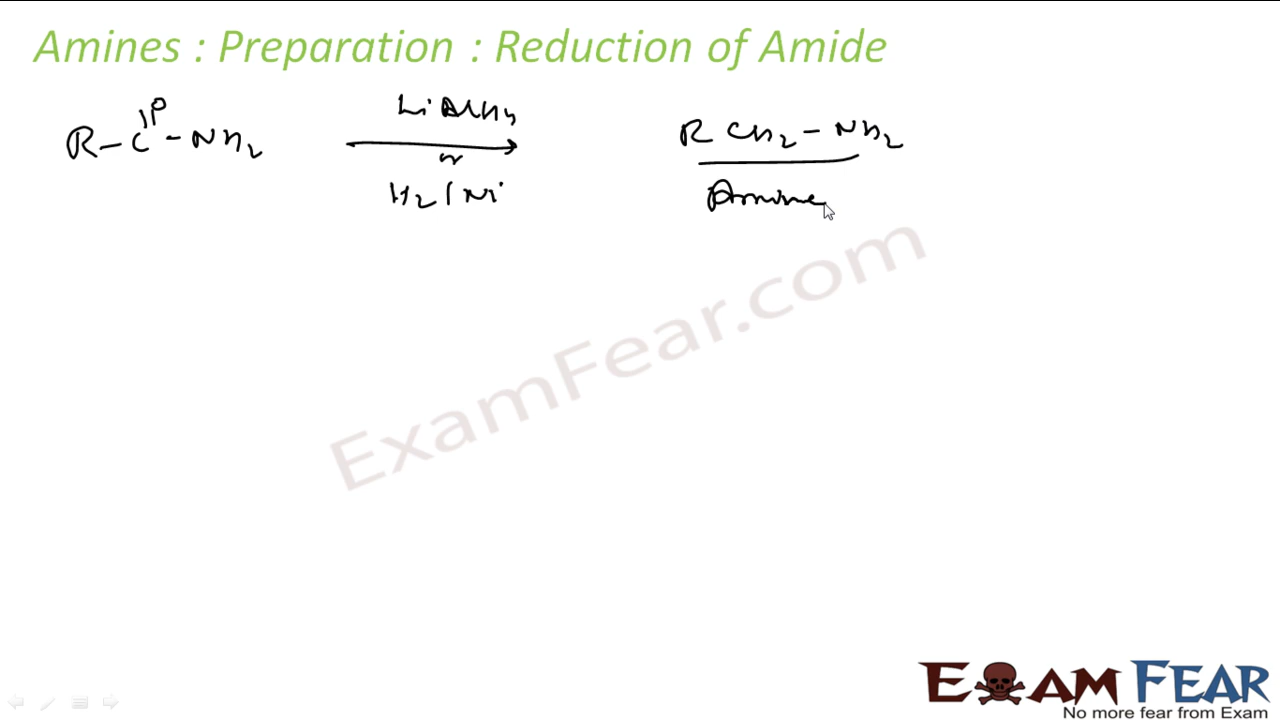 Amines : Preparation : Reduction of Amide
O
R-C-NH2
LiAlH4
or
H2/Ni
RCH2-NH2
Amine
ExamFear.com
EXAM FEAR
No more fear from Exam